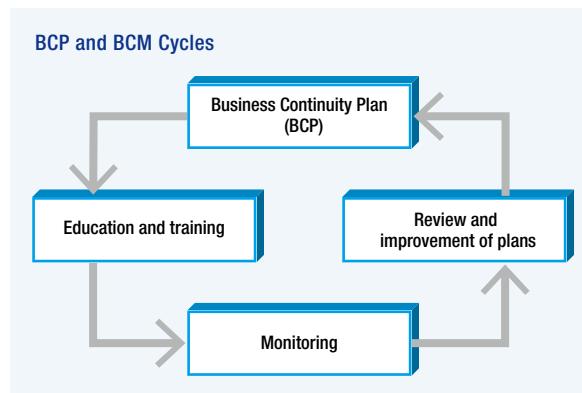 BCP and BCM Cycles
Business Continuity Plan
(BCP)
Education and training
Review and
improvement of plans
Monitoring